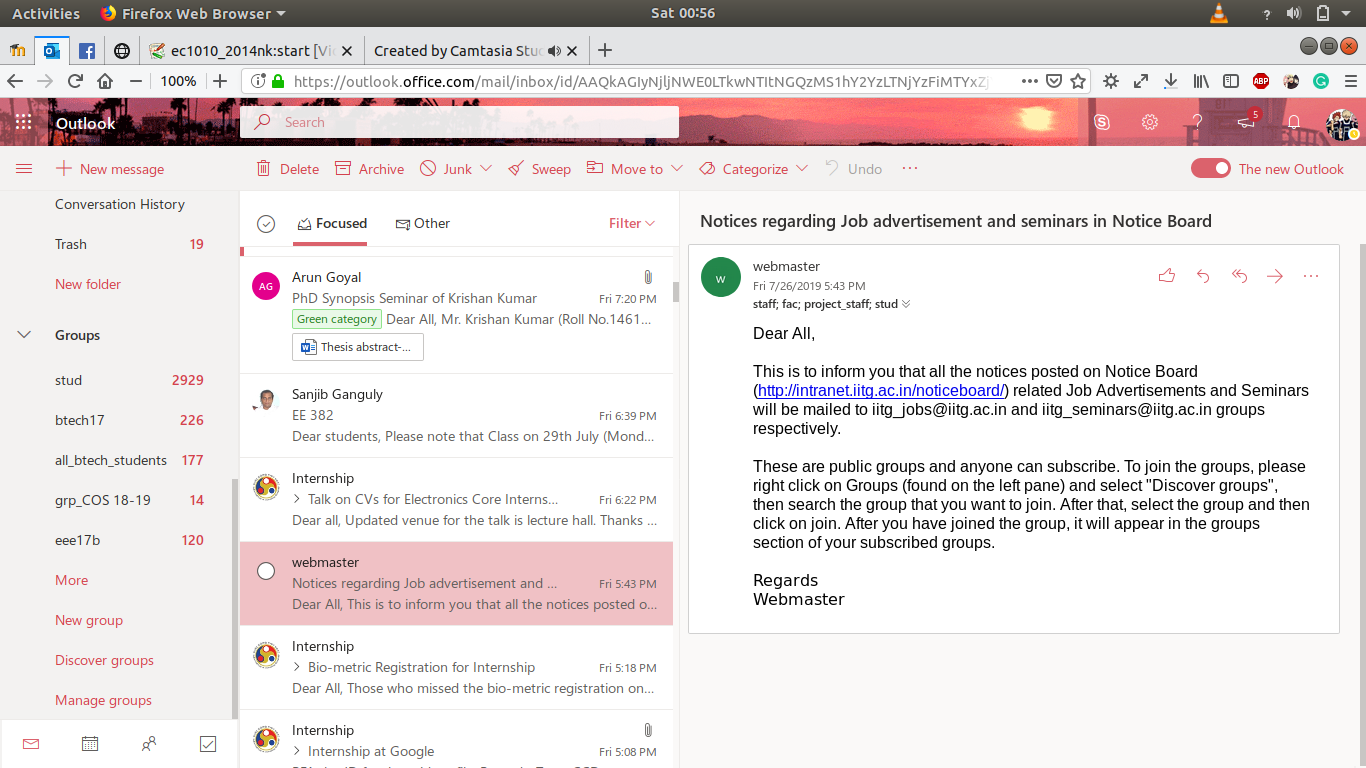 Activities Firefox Web Browser Sat 00:56 ?
ec1010_2014nk:start [Vi Created by Camtasia Stu
100% https://outlook.office.com/mail/inbox/id/ ABP
Outlook Search 5
New message Delete Archive Junk Sweep Move to Categorize Undo The new Outlook
Conversation History
Trash 19
New folder
Groups
stud 2929
btech17 226
all_btech_students 177
grp_COS 18-19 14
eee17b 120
More
New group
Discover groups
Manage groups
Focused Other Filter
AG
Arun Goyal
PhD Synopsis Seminar of Krishan Kumar Fri 7:20 PM
Green category Dear All, Mr. Krishan Kumar (Roll No.1461...
Thesis abstract-...
Sanjib Ganguly
EE 382 Fri 6:39 PM
Dear students, Please note that Class on 29th July (Mond...
Internship
Talk on CVs for Electronics Core Interns... Fri 6:22 PM
Dear all, Updated venue for the talk is lecture hall. Thanks ...
webmaster
Notices regarding Job advertisement and ... Fri 5:43 PM
Dear All, This is to inform you that all the notices posted o...
Internship
Bio-metric Registration for Internship Fri 5:18 PM
Dear All, Those who missed the bio-metric registration on...
Internship
Internship at Google Fri 5:08 PM
Notices regarding Job advertisement and seminars in Notice Board
W
webmaster
Fri 7/26/2019 5:43 PM
staff; fac; project_staff; stud
Dear All,
This is to inform you that all the notices posted on Notice Board
(http://intranet.iitg.ac.in/noticeboard/) related Job Advertisements and Seminars
will be mailed to iitg_jobs@iitg.ac.in and iitg_seminars@iitg.ac.in groups
respectively.
These are public groups and anyone can subscribe. To join the groups, please
right click on Groups (found on the left pane) and select "Discover groups",
then search the group that you want to join. After that, select the group and then
click on join. After you have joined the group, it will appear in the groups
section of your subscribed groups.
Regards
Webmaster